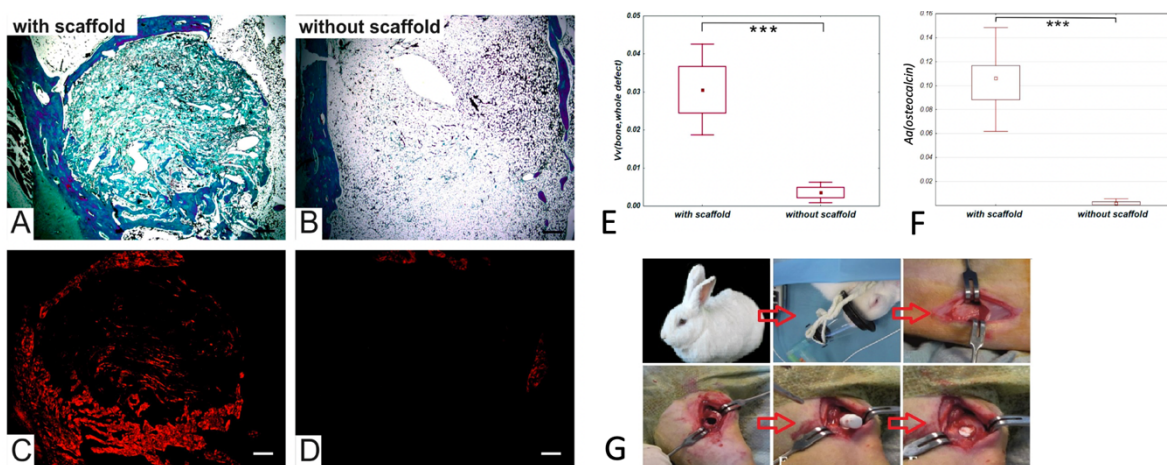 with scaffold
without scaffold
A
B
C
D
Vv(bone,whole defect)
0.05
0.04
0.03
0.02
0.01
0.00
***
with scaffold
without scaffold
E
Aa(osteocalcin)
0.16
0.14
0.12
0.10
0.08
0.06
0.04
0.02
***
with scaffold
without scaffold
F
G